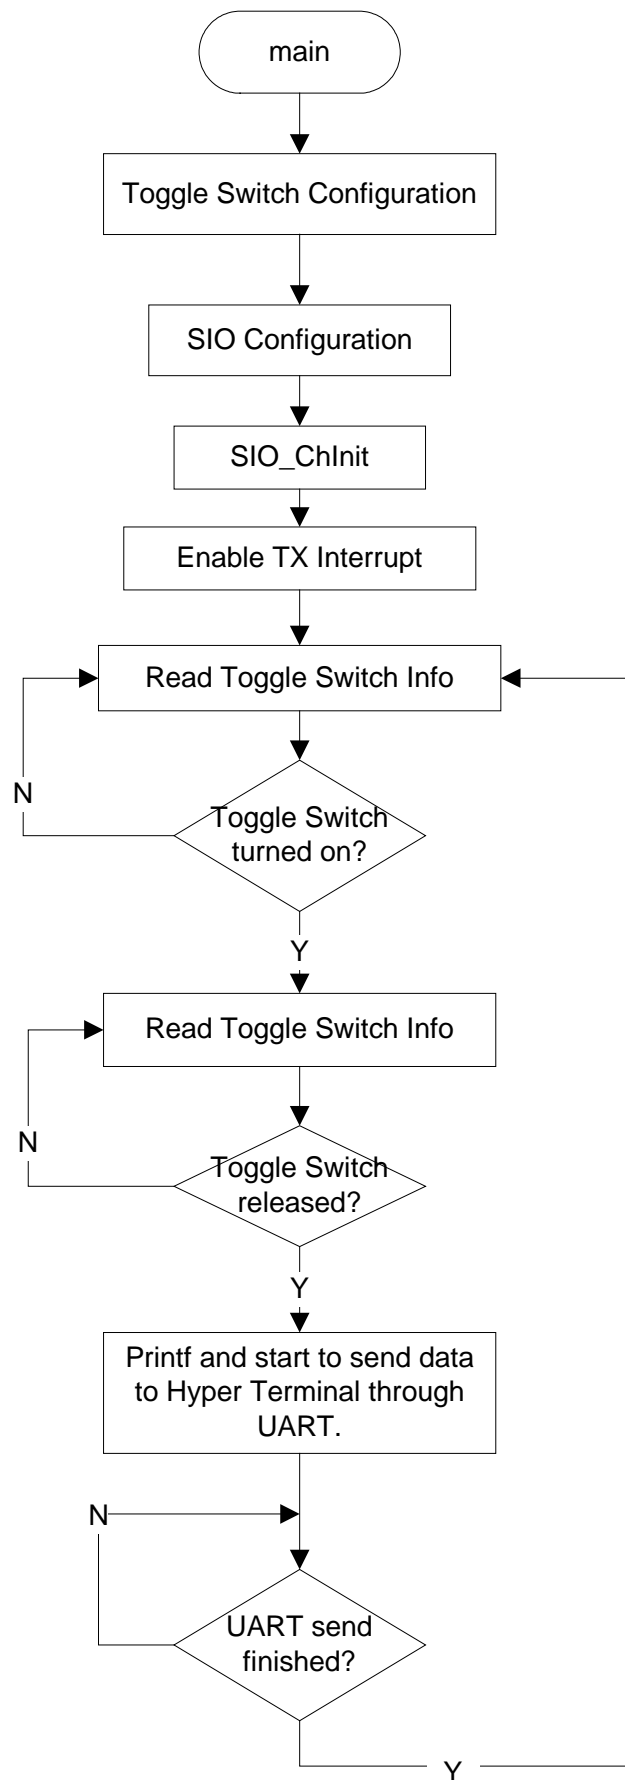 main
Toggle Switch Configuration
SIO Configuration
SIO_ChInit
Enable TX Interrupt
Read Toggle Switch Info
N
Toggle Switch
turned on?
Y
Read Toggle Switch Info
N
Toggle Switch
released?
Y
Printf and start to send data
to Hyper Terminal through
UART.
N
UART send
finished?
Y